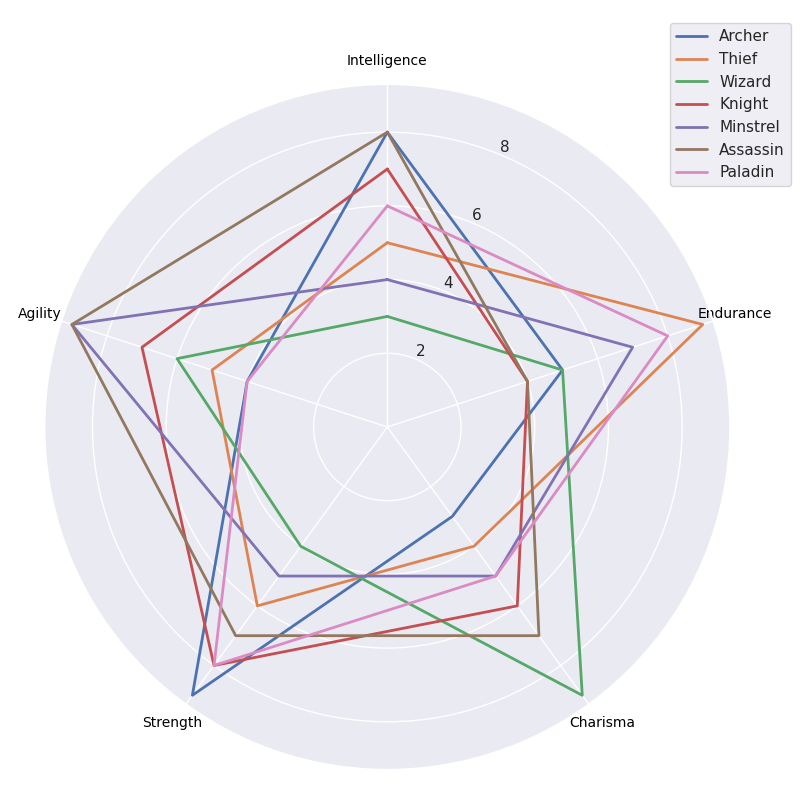 Archer
Thief
Wizard
Knight
Minstrel
Assassin
Paladin
Intelligence
8
6
4
2
Agility
Endurance
Strength
Charisma